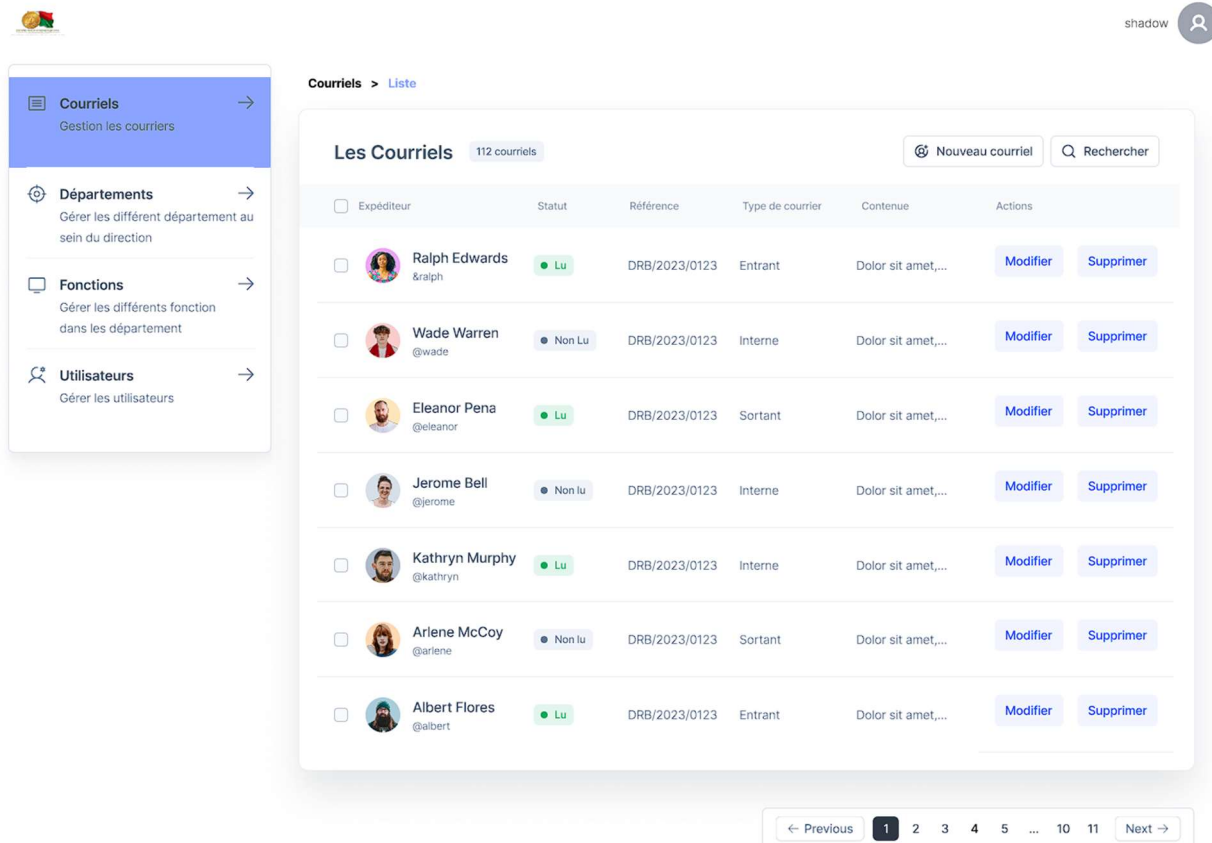 shadow
Courriels
Gestion les courriers
Départements
Gérer les différent département au
sein du direction
Fonctions
Gérer les différents fonction
dans les département
Utilisateurs
Gérer les utilisateurs
Courriels > Liste
Les Courriels 112 courriels Nouveau courriel Rechercher
Expéditeur Statut Référence Type de courrier Contenue Actions
Ralph Edwards
&ralph
Lu DRB/2023/0123 Entrant Dolor sit amet,... Modifier Supprimer
Wade Warren
@wade
Non Lu DRB/2023/0123 Interne Dolor sit amet,... Modifier Supprimer
Eleanor Pena
@eleanor
Lu DRB/2023/0123 Sortant Dolor sit amet,... Modifier Supprimer
Jerome Bell
@jerome
Non lu DRB/2023/0123 Interne Dolor sit amet,... Modifier Supprimer
Kathryn Murphy
@kathryn
Lu DRB/2023/0123 Interne Dolor sit amet,... Modifier Supprimer
Arlene McCoy
@arlene
Non lu DRB/2023/0123 Sortant Dolor sit amet,... Modifier Supprimer
Albert Flores
@albert
Lu DRB/2023/0123 Entrant Dolor sit amet,... Modifier Supprimer
← Previous 1 2 3 4 5 ... 10 11 Next →